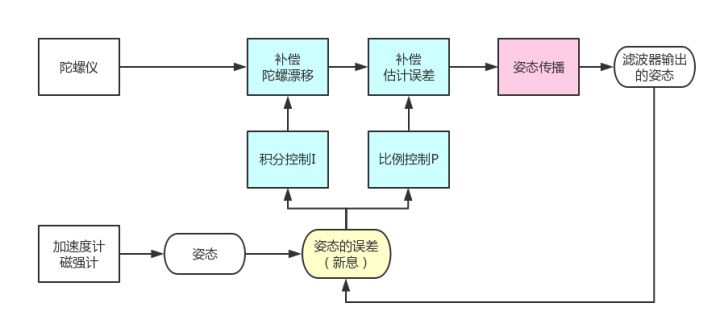 陀螺仪
补偿
陀螺漂移
补偿
估计误差
姿态传播
滤波器输出
的姿态
积分控制I
比例控制P
加速度计
磁强计
姿态
姿态的误差
（新息）